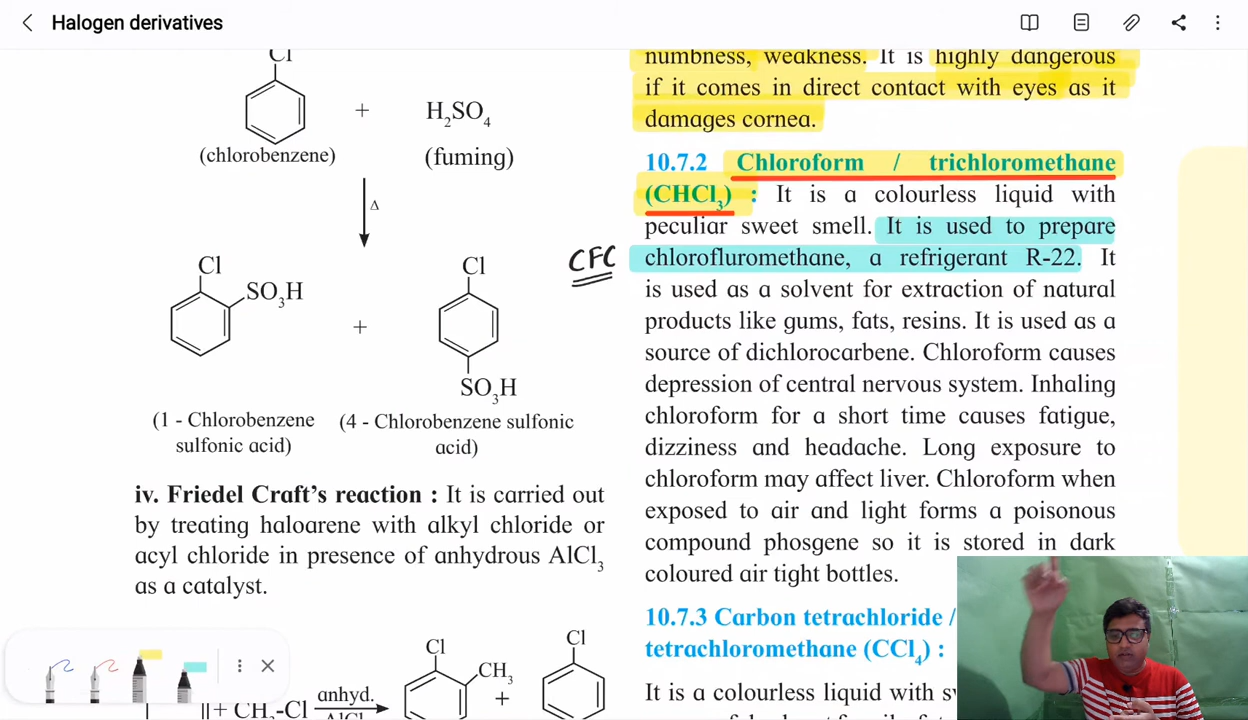 Halogen derivatives
Cl
+ H₂SO₄
(chlorobenzene) (fuming)
Δ
Cl Cl
SO₃H
+
SO₃H
(1 - Chlorobenzene (4 - Chlorobenzene sulfonic
sulfonic acid) acid)
iv. Friedel Craft's reaction : It is carried out
by treating haloarene with alkyl chloride or
acyl chloride in presence of anhydrous AlCl₃
as a catalyst.
Cl Cl
CH₃
+ CH₃-Cl anhyd. +
AlCl₃
CFC
numbness, weakness. It is highly dangerous
if it comes in direct contact with eyes as it
damages cornea.
10.7.2 Chloroform / trichloromethane
(CHCl₃) : It is a colourless liquid with
peculiar sweet smell. It is used to prepare
chlorofluromethane, a refrigerant R-22. It
is used as a solvent for extraction of natural
products like gums, fats, resins. It is used as a
source of dichlorocarbene. Chloroform causes
depression of central nervous system. Inhaling
chloroform for a short time causes fatigue,
dizziness and headache. Long exposure to
chloroform may affect liver. Chloroform when
exposed to air and light forms a poisonous
compound phosgene so it is stored in dark
coloured air tight bottles.
10.7.3 Carbon tetrachloride /
tetrachloromethane (CCl₄) :
It is a colourless liquid with